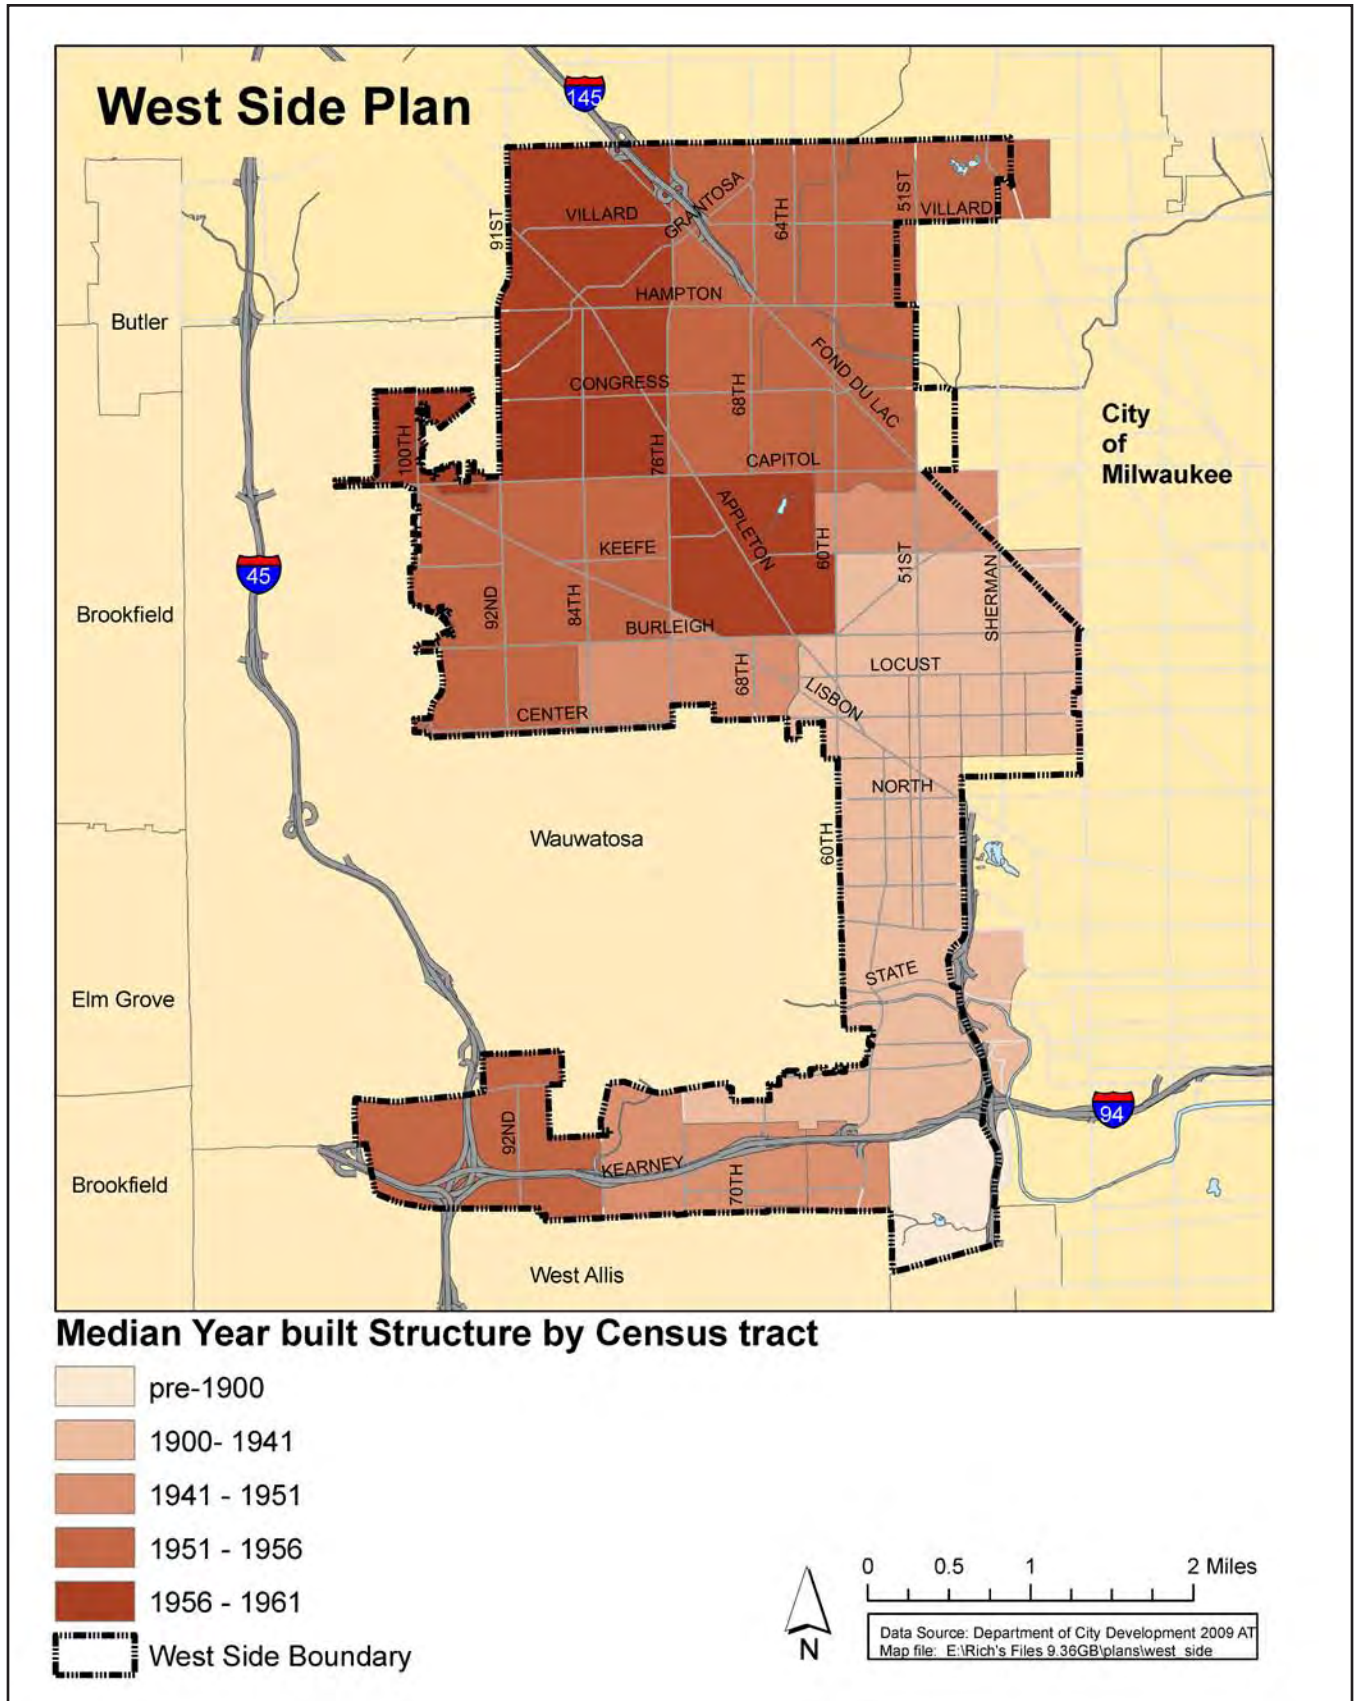 West Side Plan
145
91ST
VILLARD
GRANTOSA
64TH
51ST
VILLARD
HAMPTON
Butler
FOND DU LAC
CONGRESS
68TH
City
of
Milwaukee
100TH
76TH
CAPITOL
APPLETON
45
KEEFE
60TH
51ST
SHERMAN
Brookfield
92ND
84TH
BURLEIGH
LOCUST
68TH
LISBON
CENTER
NORTH
Wauwatosa
60TH
STATE
Elm Grove
94
92ND
KEARNEY
70TH
Brookfield
West Allis
Median Year built Structure by Census tract
pre-1900
1900- 1941
1941 - 1951
1951 - 1956
1956 - 1961
West Side Boundary
0 0.5 1 2 Miles
N
Data Source: Department of City Development 2009 AT
Map file: E:\Rich's Files 9.36GB\plans\west_side